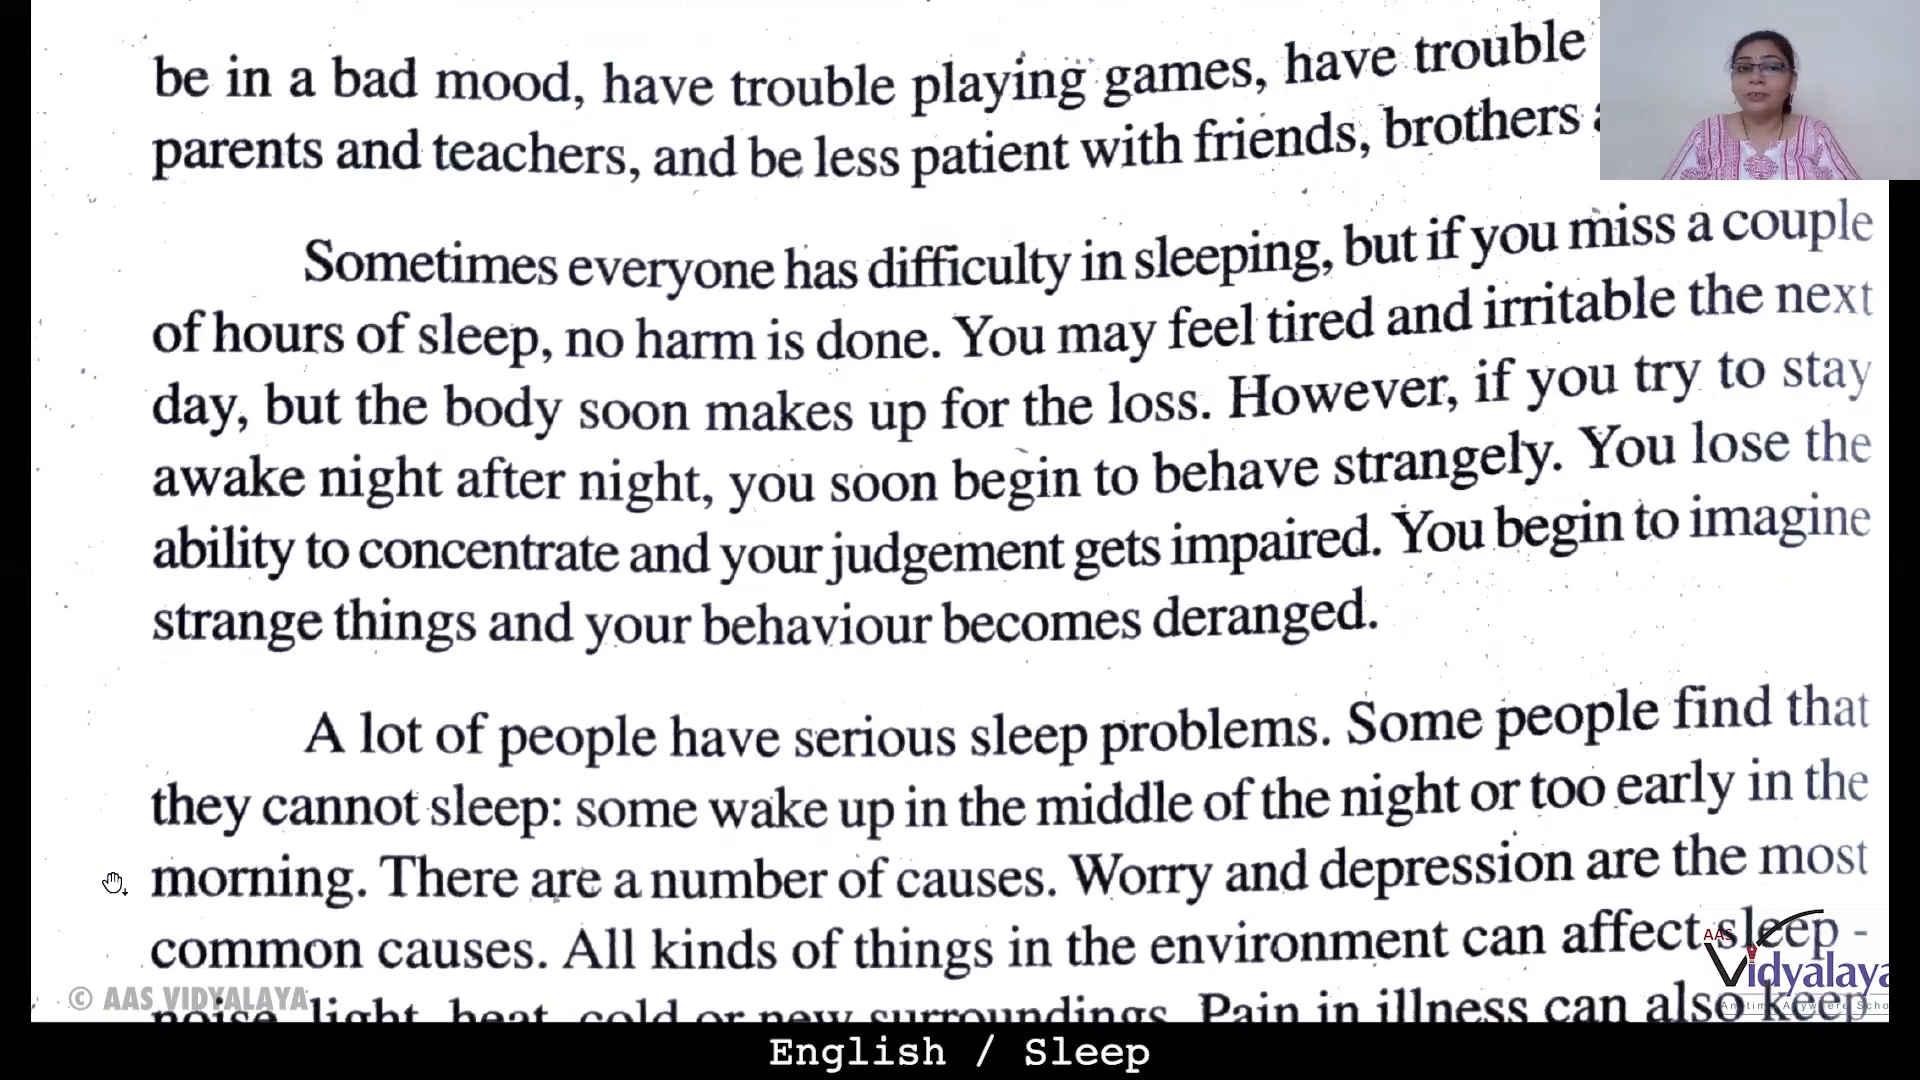 be in a bad mood, have trouble playing games, have trouble
parents and teachers, and be less patient with friends, brothers
Sometimes everyone has difficulty in sleeping, but if you miss a couple
of hours of sleep, no harm is done. You may feel tired and irritable the next
day, but the body soon makes up for the loss. However, if you try to stay
awake night after night, you soon begin to behave strangely. You lose the
ability to concentrate and your judgement gets impaired. You begin to imagine
strange things and your behaviour becomes deranged.
A lot of people have serious sleep problems. Some people find that
they cannot sleep: some wake up in the middle of the night or too early in the
morning. There are a number of causes. Worry and depression are the most
common causes. All kinds of things in the environment can affect sleep -
noise, light, heat, cold or new surroundings. Pain in illness can also keep
AAS
Vidyalaya
Anytime Anywhere Scho
© AAS VIDYALAYA
English / Sleep